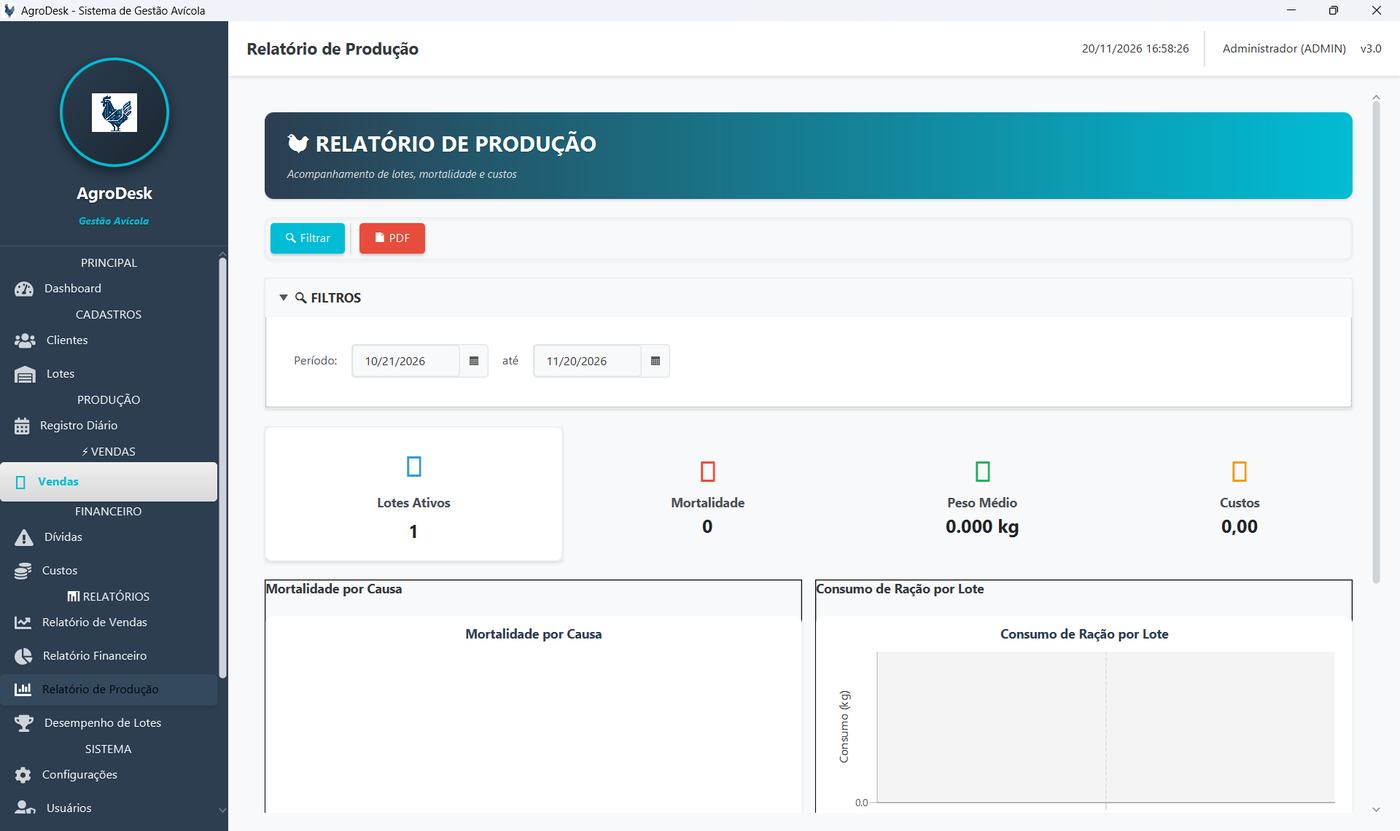 AgroDesk - Sistema de Gestão Avícola
AgroDesk
Gestão Avícola
PRINCIPAL
Dashboard
CADASTROS
Clientes
Lotes
PRODUÇÃO
Registro Diário
⚡ VENDAS
Vendas
FINANCEIRO
Dívidas
Custos
RELATÓRIOS
Relatório de Vendas
Relatório Financeiro
Relatório de Produção
Desempenho de Lotes
SISTEMA
Configurações
Usuários
Relatório de Produção
20/11/2026 16:58:26 Administrador (ADMIN) v3.0
RELATÓRIO DE PRODUÇÃO
Acompanhamento de lotes, mortalidade e custos
Filtrar PDF
FILTROS
Período: 10/21/2026 até 11/20/2026
Lotes Ativos
1
Mortalidade
0
Peso Médio
0.000 kg
Custos
0,00
Mortalidade por Causa
Mortalidade por Causa
Consumo de Ração por Lote
Consumo de Ração por Lote
Consumo (kg)
0.0